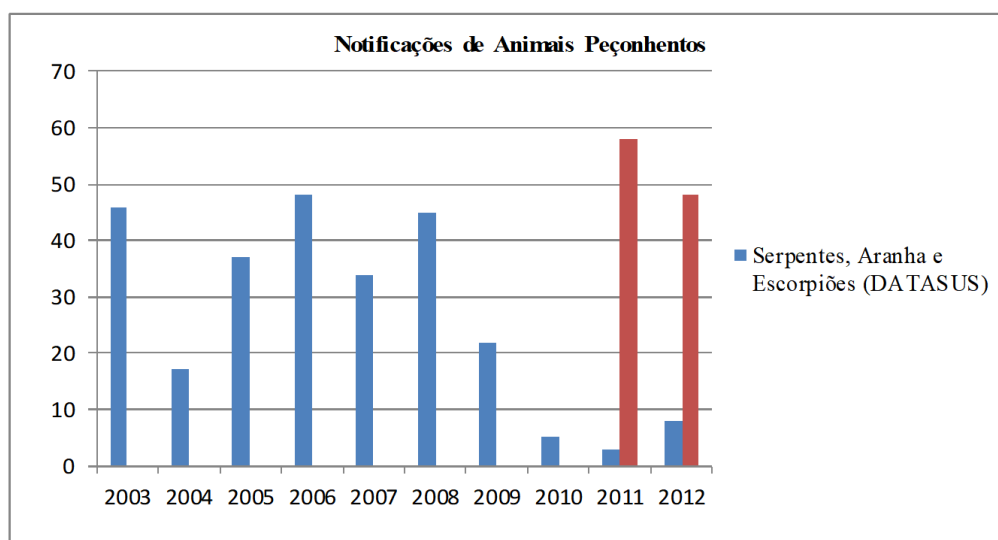 Notificações de Animais Peçonhentos
70
60
50
40
30
20
10
0
2003 2004 2005 2006 2007 2008 2009 2010 2011 2012
Serpentes, Aranha e
Escorpiões (DATASUS)